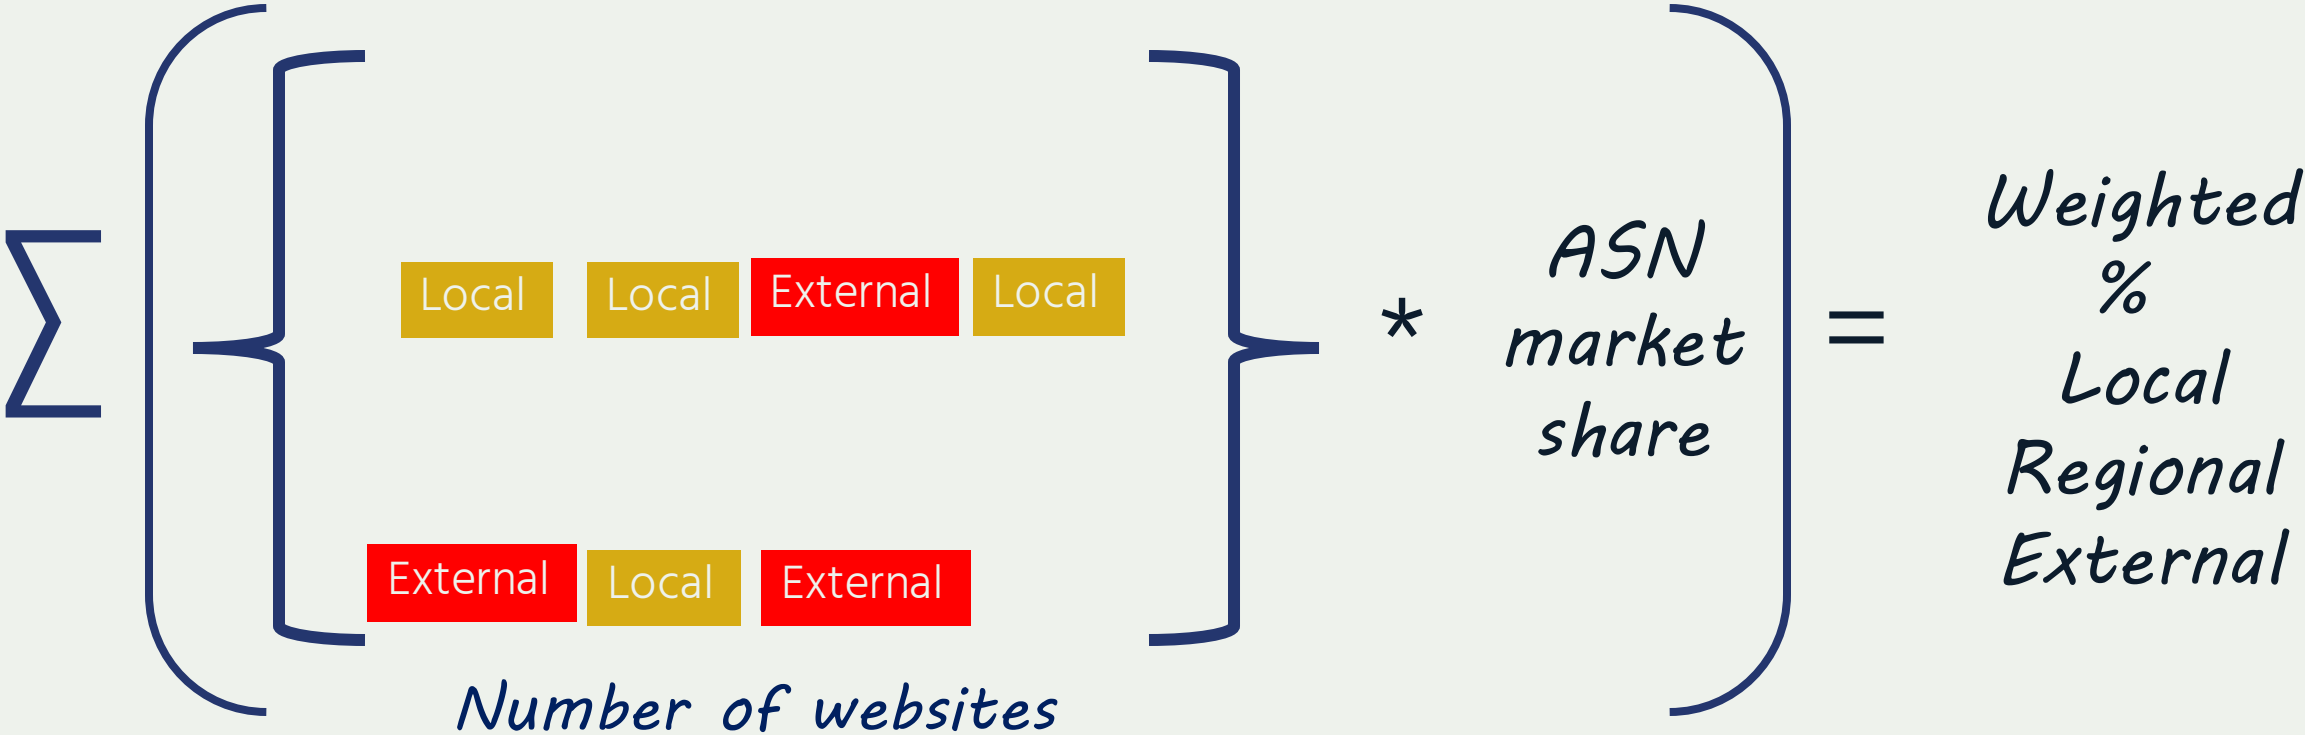 ∑
Local Local External Local
External Local External
Number of websites
*
ASN
market
share
=
Weighted
%
Local
Regional
External